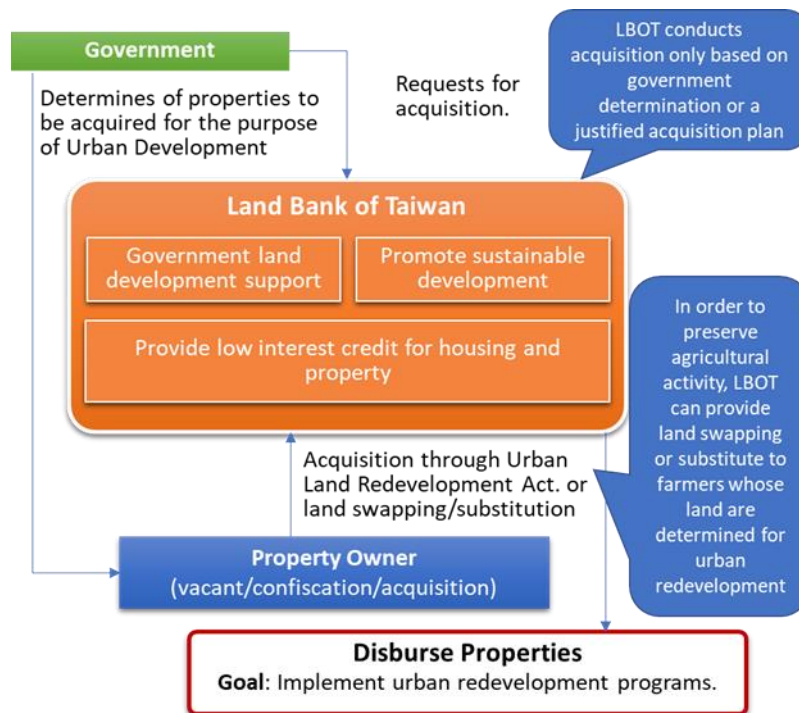 Government
Determines of properties to
be acquired for the purpose
of Urban Development
Requests for
acquisition.
LBOT conducts
acquisition only based on
government
determination or a
justified acquisition plan
Land Bank of Taiwan
Government land
development support
Promote sustainable
development
Provide low interest credit for housing and
property
In order to
preserve
agricultural
activity, LBOT
can provide
land swapping
or substitute to
farmers whose
land are
determined for
urban
redevelopment
Acquisition through Urban
Land Redevelopment Act. or
land swapping/substitution
Property Owner
(vacant/confiscation/acquisition)
Disburse Properties
Goal: Implement urban redevelopment programs.